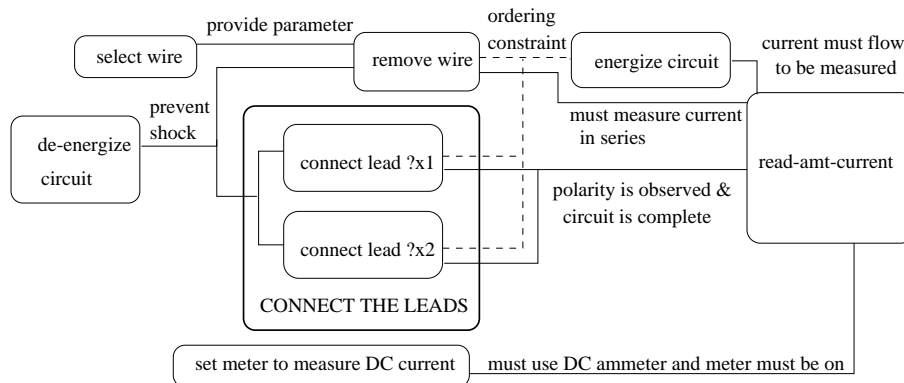 provide parameter
ordering
constraint
select wire
remove wire
energize circuit
current must flow
to be measured
prevent
shock
must measure current
in series
de-energize
circuit
connect lead ?x1
read-amt-current
polarity is observed &
circuit is complete
connect lead ?x2
CONNECT THE LEADS
set meter to measure DC current
must use DC ammeter and meter must be on